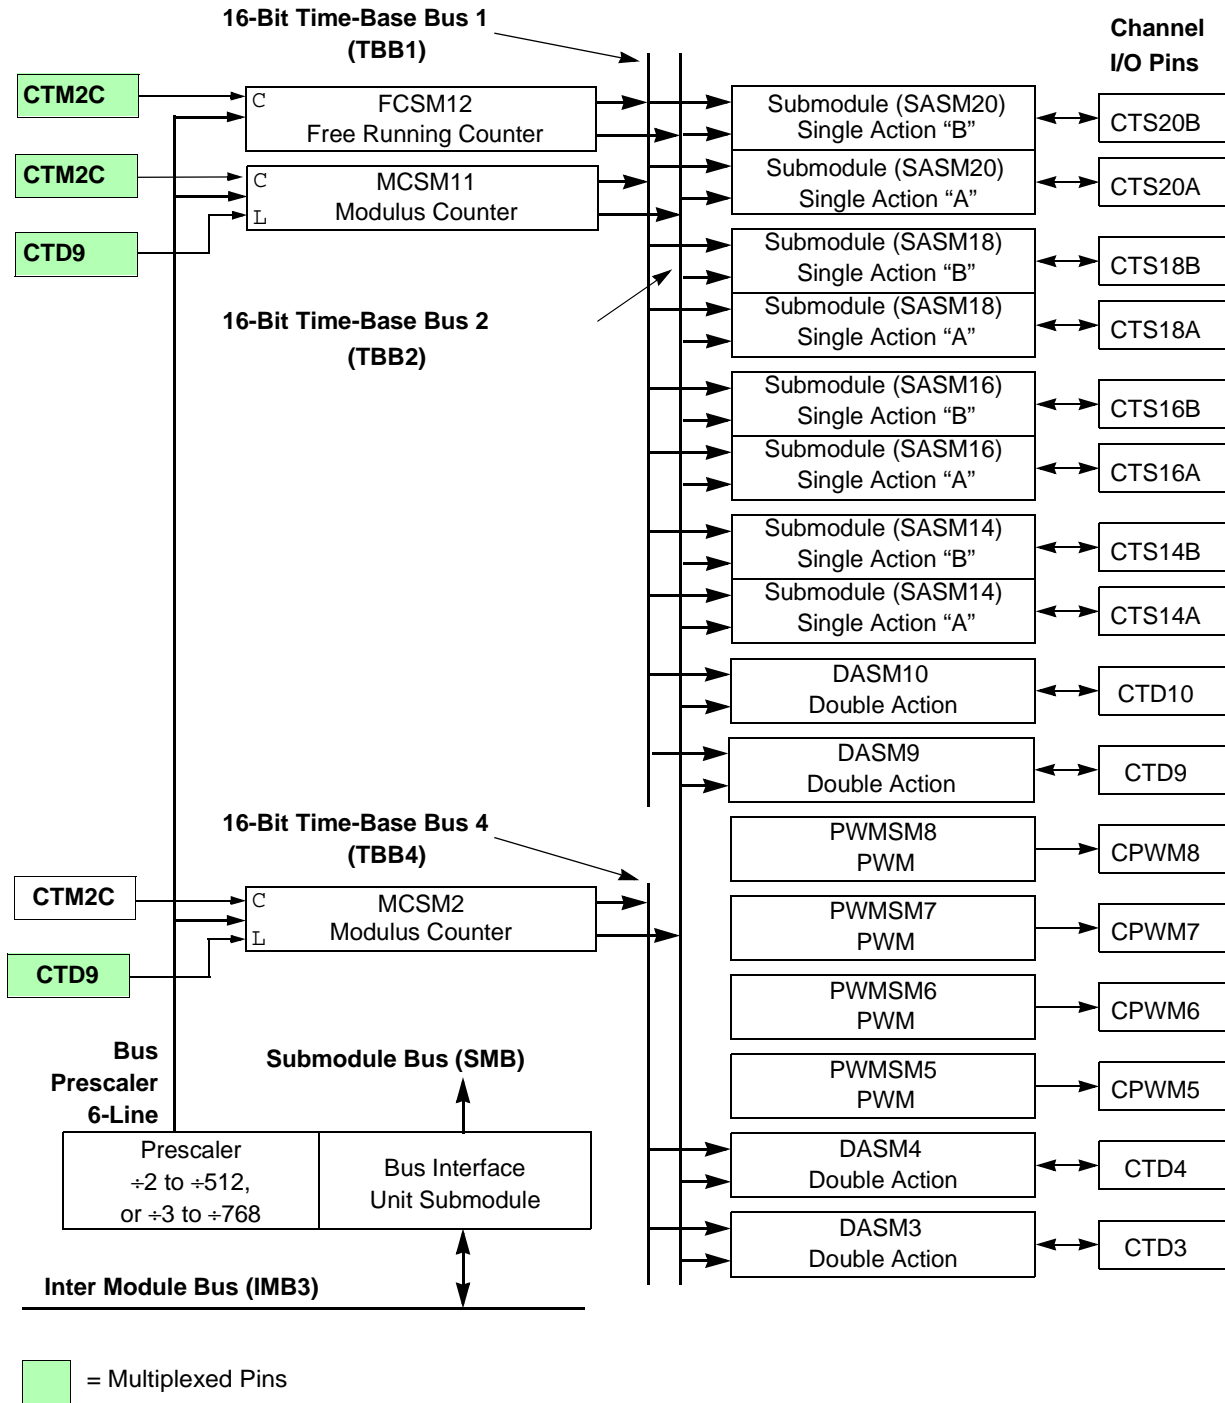 16-Bit Time-Base Bus 1
(TBB1)
Channel
I/O Pins
CTM2C
C
FCSM12
Free Running Counter
CTM2C
C
MCSM11
Modulus Counter
L
CTD9
16-Bit Time-Base Bus 2
(TBB2)
Submodule (SASM20)
Single Action “B”
CTS20B
Submodule (SASM20)
Single Action “A”
CTS20A
Submodule (SASM18)
Single Action “B”
CTS18B
Submodule (SASM18)
Single Action “A”
CTS18A
Submodule (SASM16)
Single Action “B”
CTS16B
Submodule (SASM16)
Single Action “A”
CTS16A
Submodule (SASM14)
Single Action “B”
CTS14B
Submodule (SASM14)
Single Action “A”
CTS14A
DASM10
Double Action
CTD10
DASM9
Double Action
CTD9
16-Bit Time-Base Bus 4
(TBB4)
PWMSM8
PWM
CPWM8
CTM2C
C
MCSM2
Modulus Counter
L
CTD9
PWMSM7
PWM
CPWM7
PWMSM6
PWM
CPWM6
PWMSM5
PWM
CPWM5
Bus
Prescaler
6-Line
Submodule Bus (SMB)
Prescaler
÷2 to ÷512,
or ÷3 to ÷768
Bus Interface
Unit Submodule
DASM4
Double Action
CTD4
DASM3
Double Action
CTD3
Inter Module Bus (IMB3)
= Multiplexed Pins